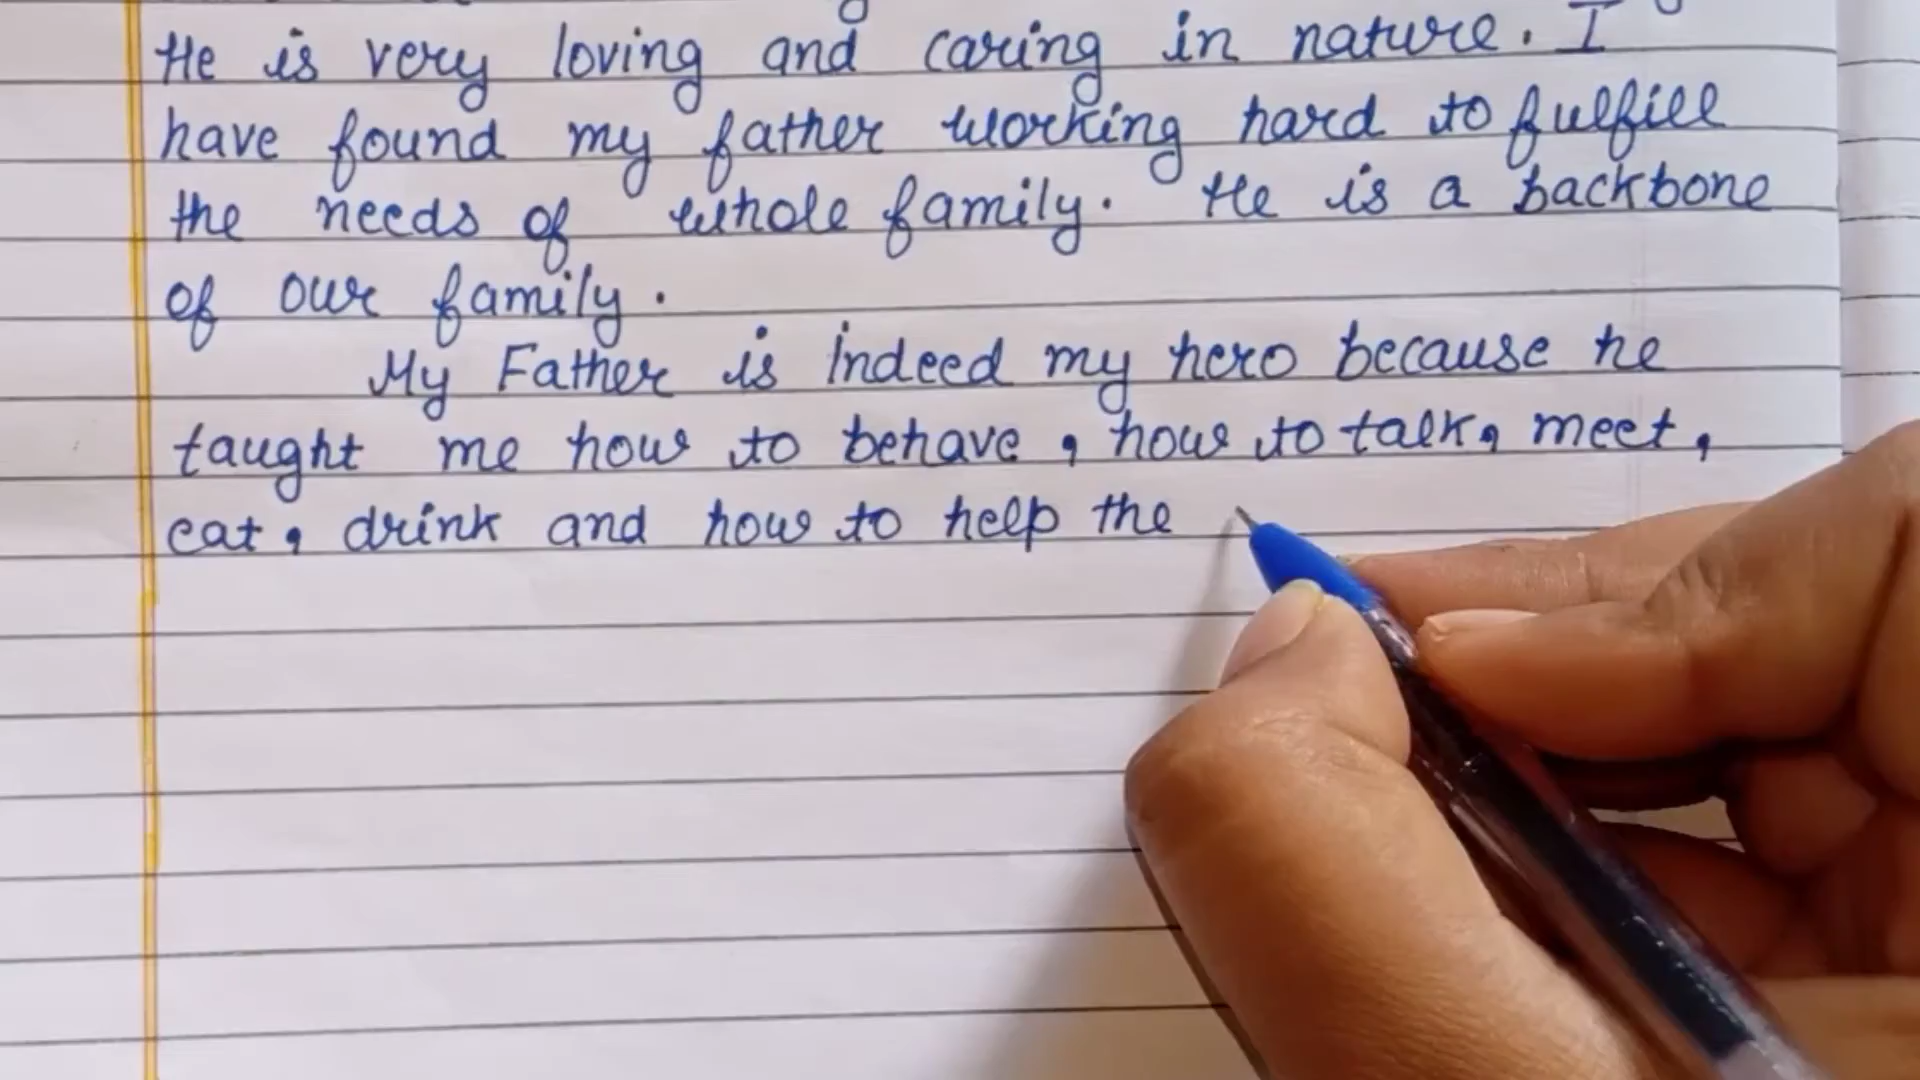 He is very loving and caring in nature. I
have found my father working hard to fulfill
the needs of whole family. He is a backbone
of our family.
My Father is indeed my hero because he
taught me how to behave, how to talk, meet,
eat, drink and how to help the